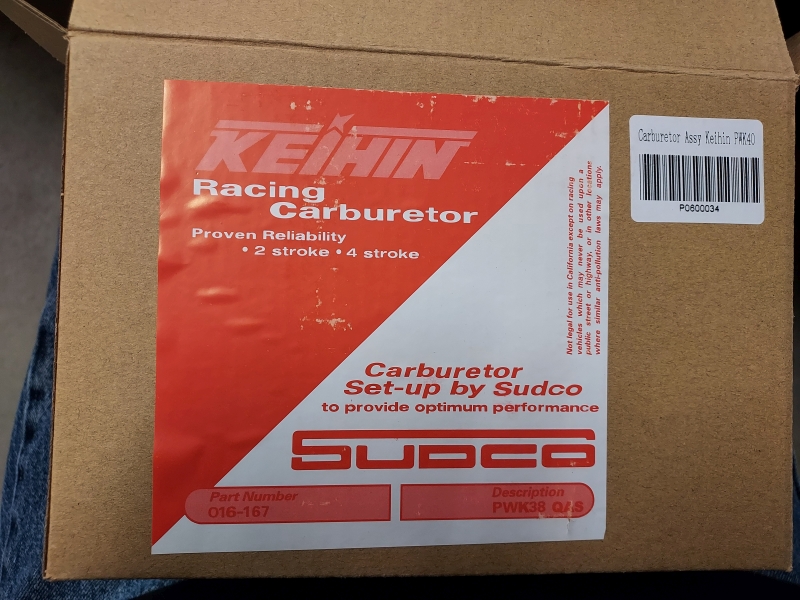 KEIHIN
Racing
Carburetor
Proven Reliability
• 2 stroke • 4 stroke
Carburetor Assy Keihin PWK40
P0600034
Not legal for use in California except on racing
vehicles which may never be used upon a
public street or highway, or in other locations
where similar anti-pollution laws may apply.
Carburetor
Set-up by Sudco
to provide optimum performance
SUDCO
Part Number
016-167
Description
PWK38 QAS